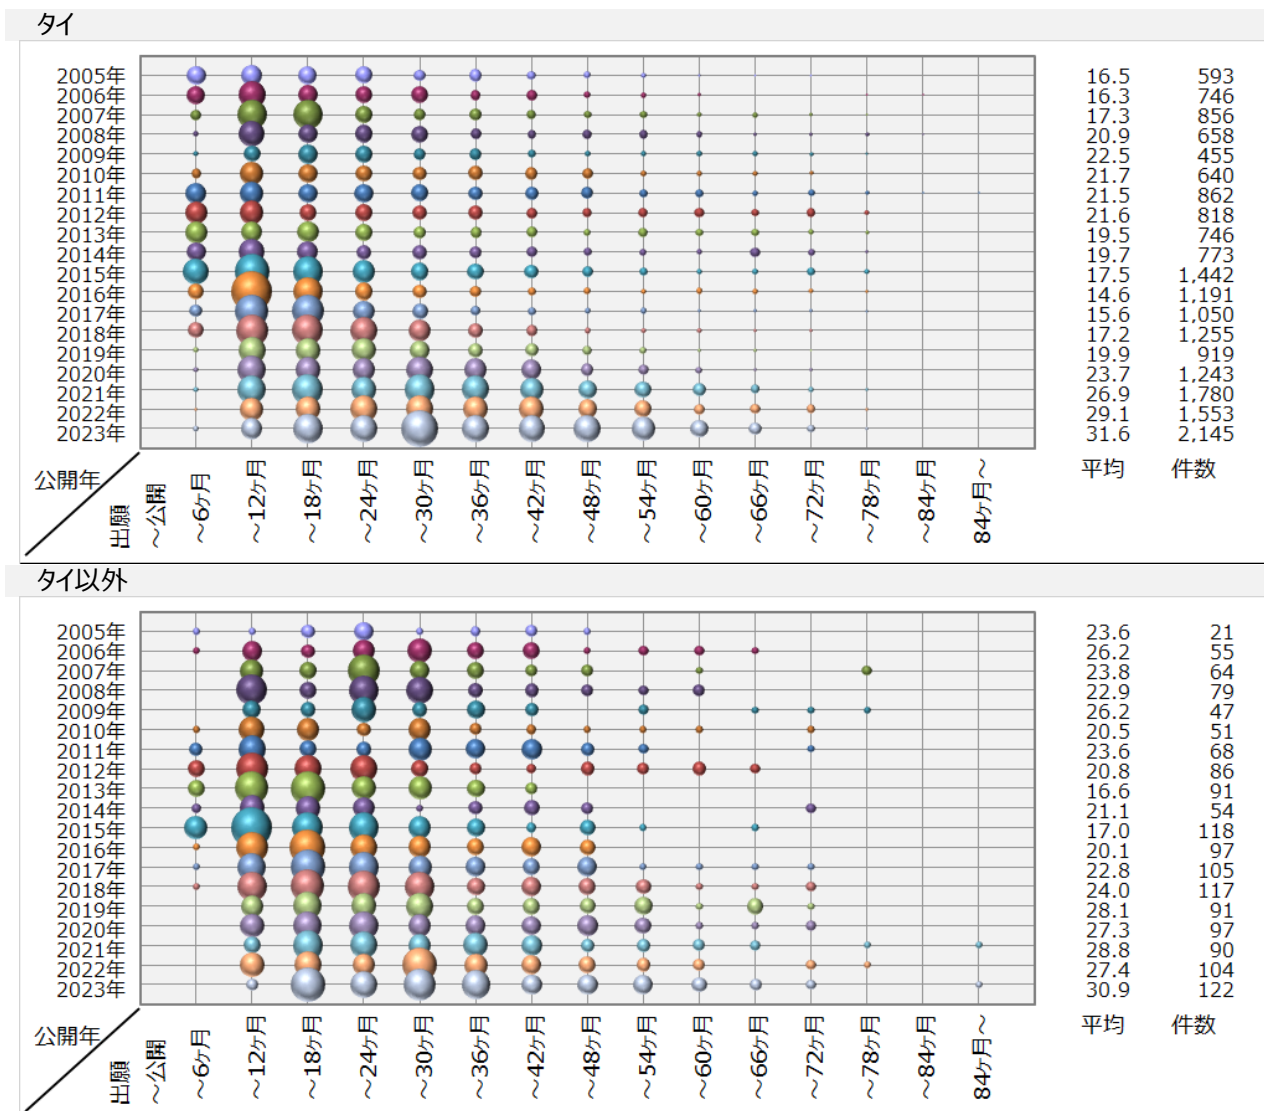 タイ
2005年 16.5 593
2006年 16.3 746
2007年 17.3 856
2008年 20.9 658
2009年 22.5 455
2010年 21.7 640
2011年 21.5 862
2012年 21.6 818
2013年 19.5 746
2014年 19.7 773
2015年 17.5 1,442
2016年 14.6 1,191
2017年 15.6 1,050
2018年 17.2 1,255
2019年 19.9 919
2020年 23.7 1,243
2021年 26.9 1,780
2022年 29.1 1,553
2023年 31.6 2,145
公開年
出願
～公開
～6ヶ月
～12ヶ月
～18ヶ月
～24ヶ月
～30ヶ月
～36ヶ月
～42ヶ月
～48ヶ月
～54ヶ月
～60ヶ月
～66ヶ月
～72ヶ月
～78ヶ月
～84ヶ月
84ヶ月～
平均 件数
タイ以外
2005年 23.6 21
2006年 26.2 55
2007年 23.8 64
2008年 22.9 79
2009年 26.2 47
2010年 20.5 51
2011年 23.6 68
2012年 20.8 86
2013年 16.6 91
2014年 21.1 54
2015年 17.0 118
2016年 20.1 97
2017年 22.8 105
2018年 24.0 117
2019年 28.1 91
2020年 27.3 97
2021年 28.8 90
2022年 27.4 104
2023年 30.9 122
公開年
出願
～公開
～6ヶ月
～12ヶ月
～18ヶ月
～24ヶ月
～30ヶ月
～36ヶ月
～42ヶ月
～48ヶ月
～54ヶ月
～60ヶ月
～66ヶ月
～72ヶ月
～78ヶ月
～84ヶ月
84ヶ月～
平均 件数